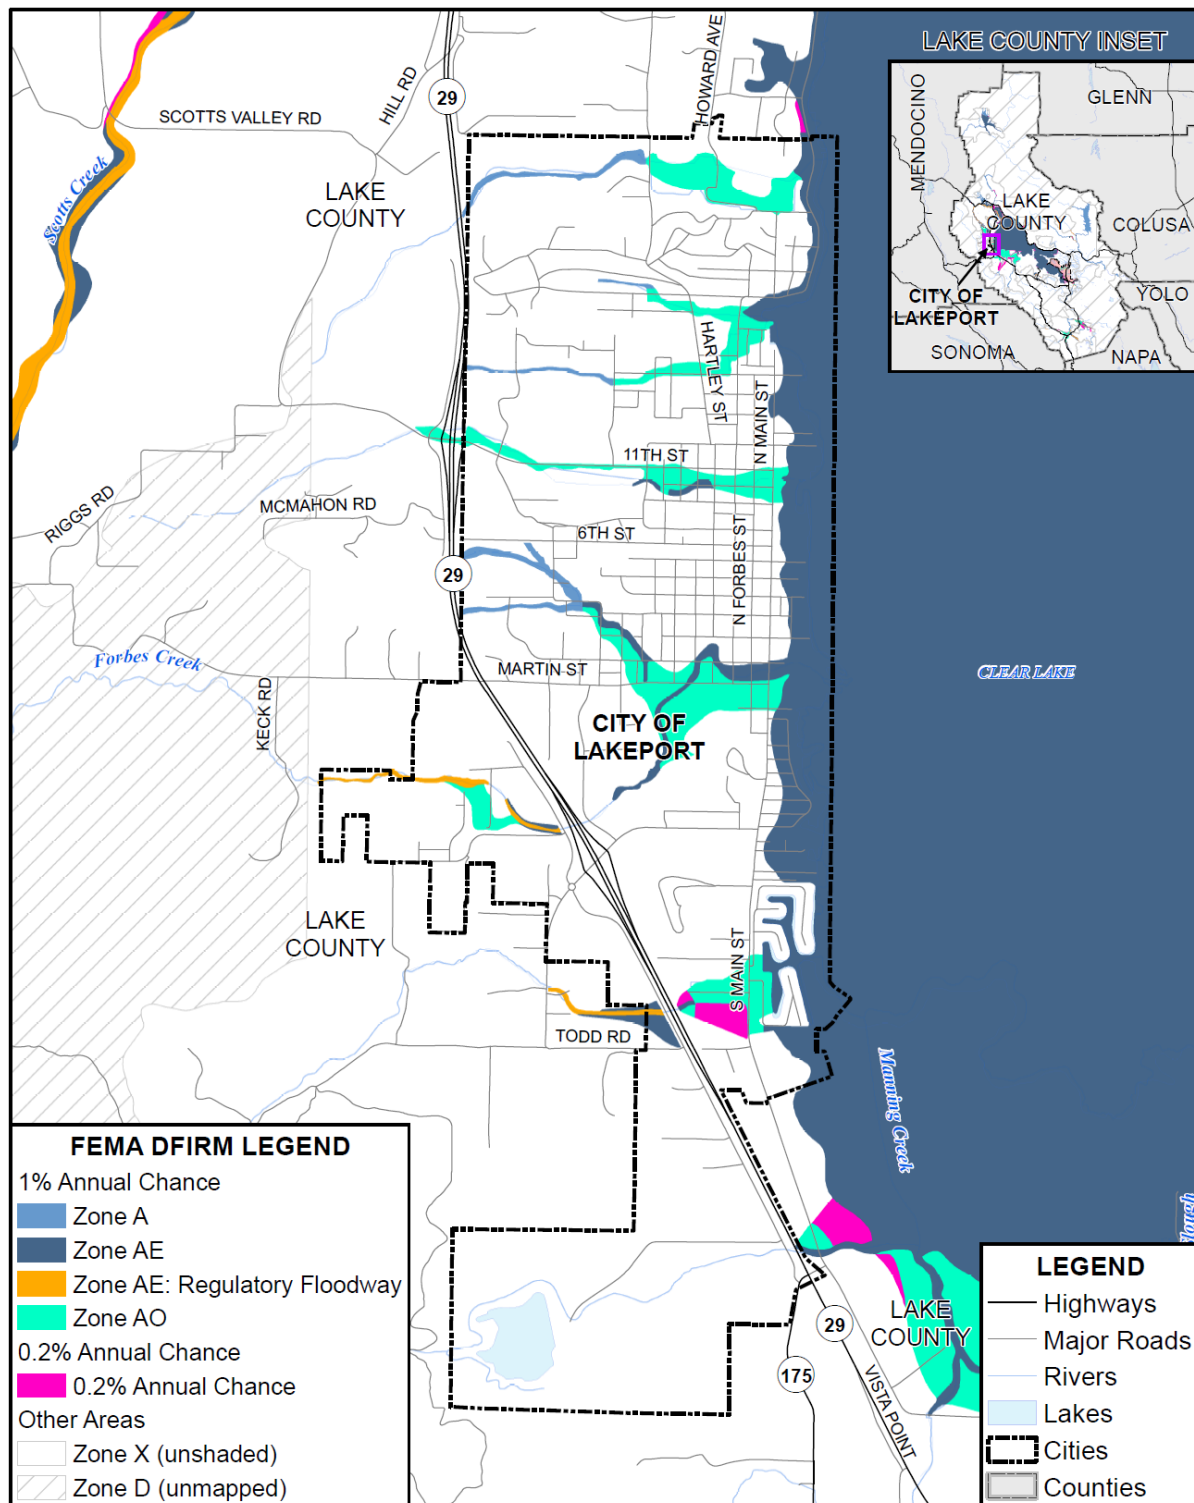 LAKE COUNTY INSET
MENDOCINO
GLENN
LAKE
COUNTY
COLUSA
YOLO
CITY OF
LAKEPORT
SONOMA
NAPA
HOWARD AVE
HILL RD
29
SCOTTS VALLEY RD
LAKE
COUNTY
Scotts Creek
HARTLEY ST
N MAIN ST
11TH ST
RIGGS RD
MCMAHON RD
6TH ST
N FORBES ST
29
Forbes Creek
MARTIN ST
KECK RD
CLEAR LAKE
CITY OF
LAKEPORT
LAKE
COUNTY
S MAIN ST
TODD RD
Manning Creek
LAKE
COUNTY
29
175
VISTA POINT
FEMA DFIRM LEGEND
1% Annual Chance
Zone A
Zone AE
Zone AE: Regulatory Floodway
Zone AO
0.2% Annual Chance
0.2% Annual Chance
Other Areas
Zone X (unshaded)
Zone D (unmapped)
LEGEND
Highways
Major Roads
Rivers
Lakes
Cities
Counties